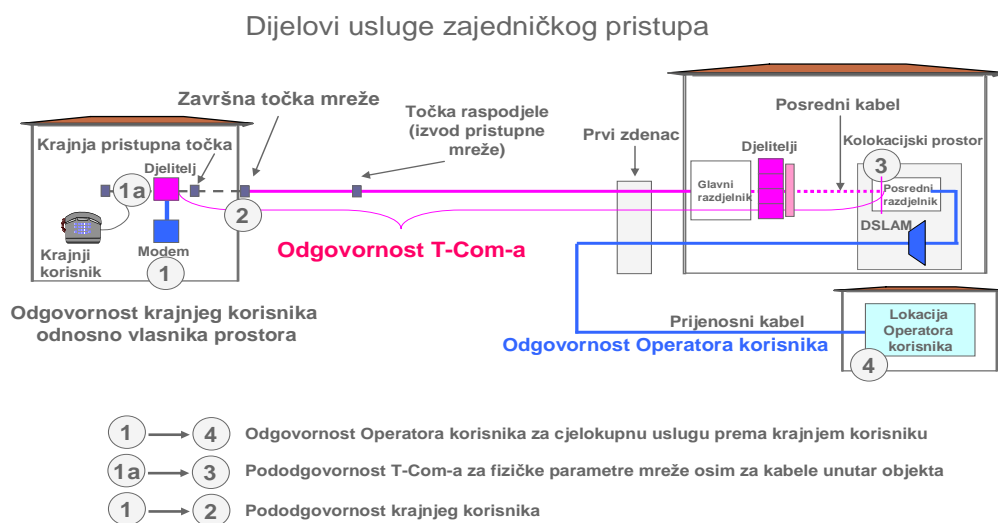 Dijelovi usluge zajedničkog pristupa
Završna točka mreže
Krajnja pristupna točka
Djelitelj
Točka raspodjele
(izvod pristupne
mreže)
Prvi zdenac
Djelitelji
Posredni kabel
Kolokacijski prostor
3
1a
2
Glavni
razdjelnik
Posredni
razdjelnik
DSLAM
Krajnji
korisnik
Modem
1
Odgovornost T-Com-a
Odgovornost krajnjeg korisnika
odnosno vlasnika prostora
Prijenosni kabel
Odgovornost Operatora korisnika
Lokacija
Operatora
korisnika
4
1 4 Odgovornost Operatora korisnika za cjelokupnu uslugu prema krajnjem korisniku
1a 3 Pododgovornost T-Com-a za fizičke parametre mreže osim za kabele unutar objekta
1 2 Pododgovornost krajnjeg korisnika